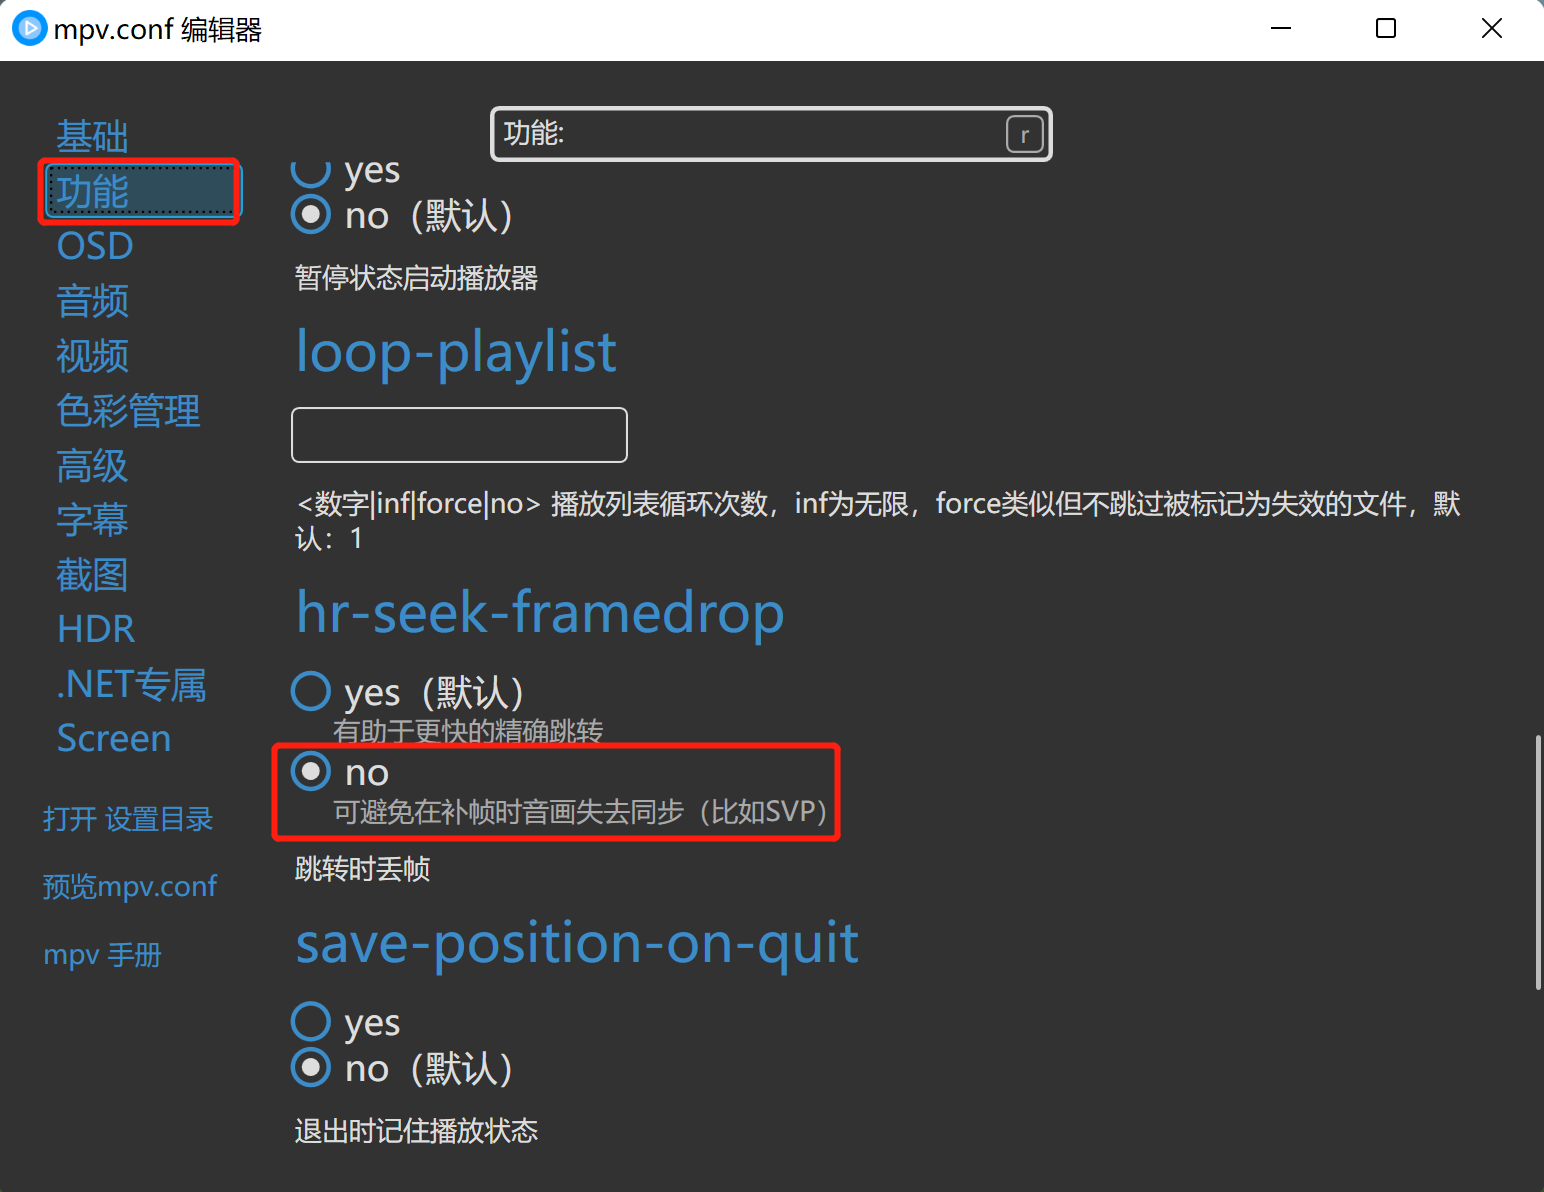 mpv.conf 编辑器
功能:
r
基础
功能
OSD
音频
视频
色彩管理
高级
字幕
截图
HDR
.NET专属
Screen
打开 设置目录
预览mpv.conf
mpv 手册
yes
no（默认）
暂停状态启动播放器
loop-playlist
<数字|inf|force|no> 播放列表循环次数，inf为无限，force类似但不跳过被标记为失效的文件，默
认：1
hr-seek-framedrop
yes（默认）
有助于更快的精确跳转
no
可避免在补帧时音画失去同步（比如SVP）
跳转时丢帧
save-position-on-quit
yes
no（默认）
退出时记住播放状态